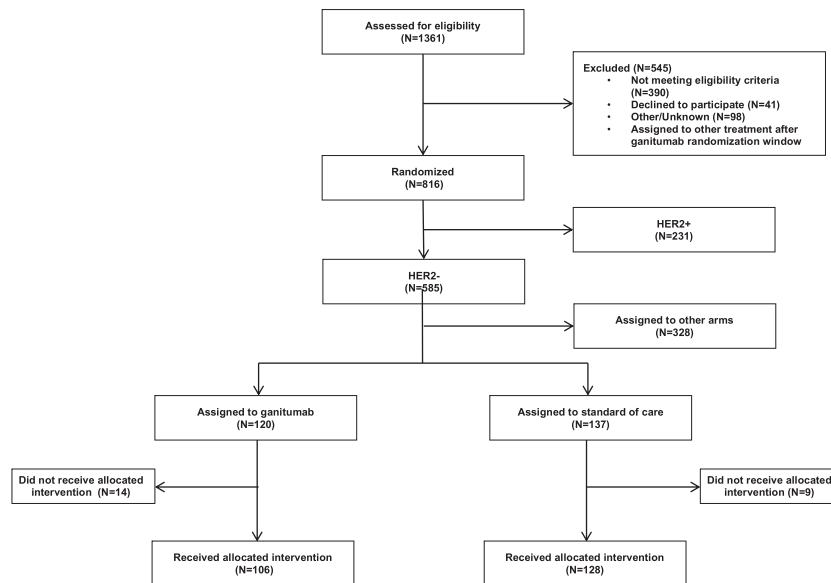 Assessed for eligibility
(N=1361)
Excluded (N=545)
• Not meeting eligibility criteria
(N=390)
• Declined to participate (N=41)
• Other/Unknown (N=98)
• Assigned to other treatment after
ganitumab randomization window
Randomized
(N=816)
HER2+
(N=231)
HER2-
(N=585)
Assigned to other arms
(N=328)
Assigned to ganitumab
(N=120)
Assigned to standard of care
(N=137)
Did not receive allocated
intervention (N=14)
Did not receive allocated
intervention (N=9)
Received allocated intervention
(N=106)
Received allocated intervention
(N=128)